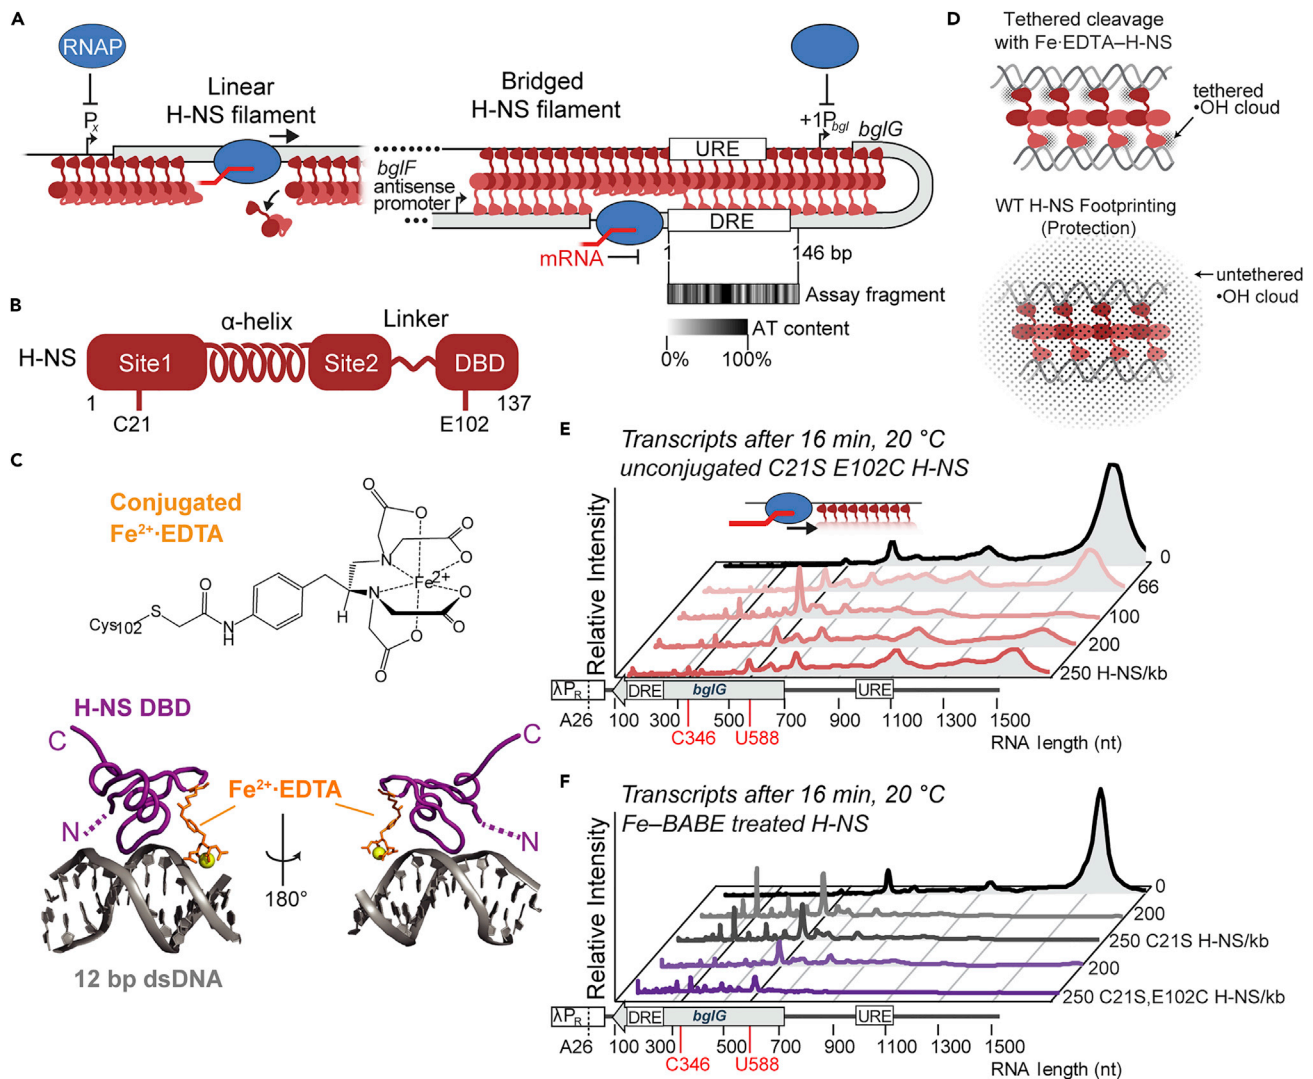 A
RNAP
Px
Linear
H-NS filament
Bridged
H-NS filament
bglF
antisense
promoter
URE
+1Pbgl
bglG
DRE
mRNA
1
146 bp
Assay fragment
AT content
0%
100%
B
H-NS
Site1
α-helix
Site2
Linker
DBD
1
C21
E102
137
C
Conjugated
Fe²⁺·EDTA
O
O⁻
N
Fe2+
H
S
O
N
H
Cys102
H-NS DBD
C
N
Fe²⁺·EDTA
180°
C
N
12 bp dsDNA
D
Tethered cleavage
with Fe·EDTA–H-NS
tethered
•OH cloud
WT H-NS Footprinting
(Protection)
untethered
•OH cloud
E
Transcripts after 16 min, 20 °C
unconjugated C21S E102C H-NS
Relative Intensity
0
66
100
200
250 H-NS/kb
λPR
DRE
bglG
URE
A26
100
300
500
700
900
1100
1300
1500
C346
U588
RNA length (nt)
F
Transcripts after 16 min, 20 °C
Fe–BABE treated H-NS
Relative Intensity
0
200
250 C21S H-NS/kb
200
250 C21S,E102C H-NS/kb
λPR
DRE
bglG
URE
A26
100
300
500
700
900
1100
1300
1500
C346
U588
RNA length (nt)